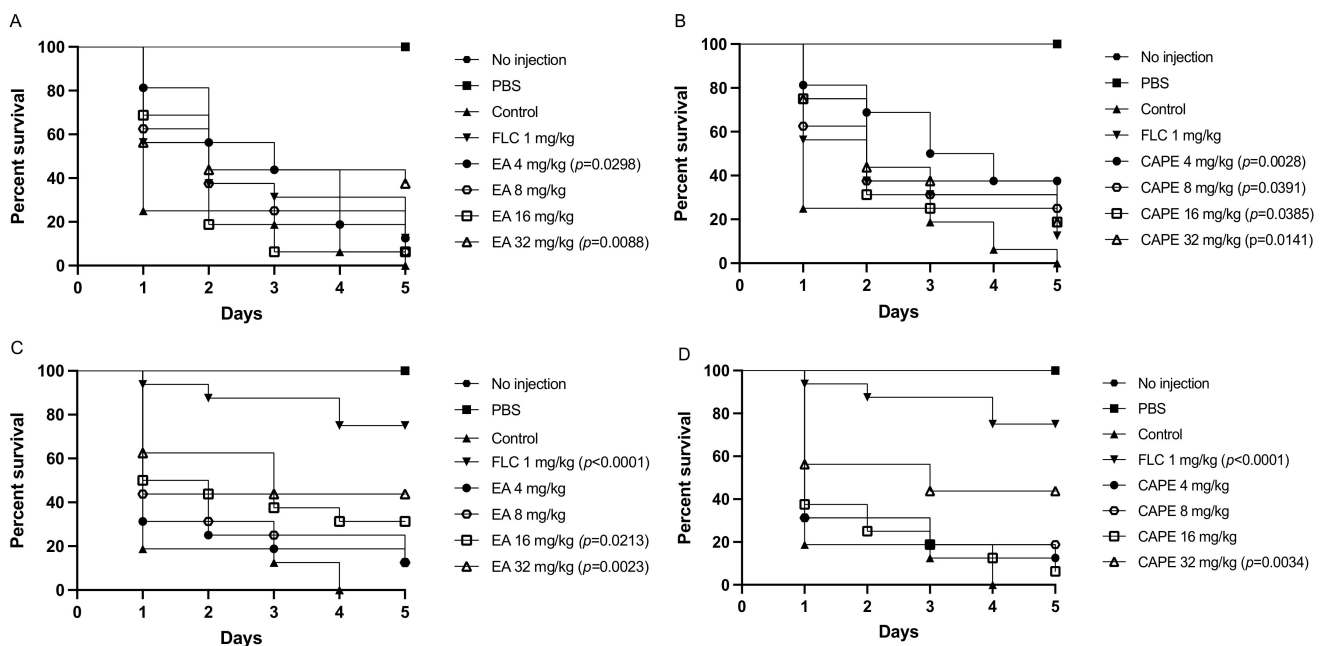 A
Percent survival
100
80
60
40
20
0
0 1 2 3 4 5
Days
No injection
PBS
Control
FLC 1 mg/kg
EA 4 mg/kg (p=0.0298)
EA 8 mg/kg
EA 16 mg/kg
EA 32 mg/kg (p=0.0088)
B
Percent survival
100
80
60
40
20
0
0 1 2 3 4 5
Days
No injection
PBS
Control
FLC 1 mg/kg
CAPE 4 mg/kg (p=0.0028)
CAPE 8 mg/kg (p=0.0391)
CAPE 16 mg/kg (p=0.0385)
CAPE 32 mg/kg (p=0.0141)
C
Percent survival
100
80
60
40
20
0
0 1 2 3 4 5
Days
No injection
PBS
Control
FLC 1 mg/kg (p<0.0001)
EA 4 mg/kg
EA 8 mg/kg
EA 16 mg/kg (p=0.0213)
EA 32 mg/kg (p=0.0023)
D
Percent survival
100
80
60
40
20
0
0 1 2 3 4 5
Days
No injection
PBS
Control
FLC 1 mg/kg (p<0.0001)
CAPE 4 mg/kg
CAPE 8 mg/kg
CAPE 16 mg/kg
CAPE 32 mg/kg (p=0.0034)